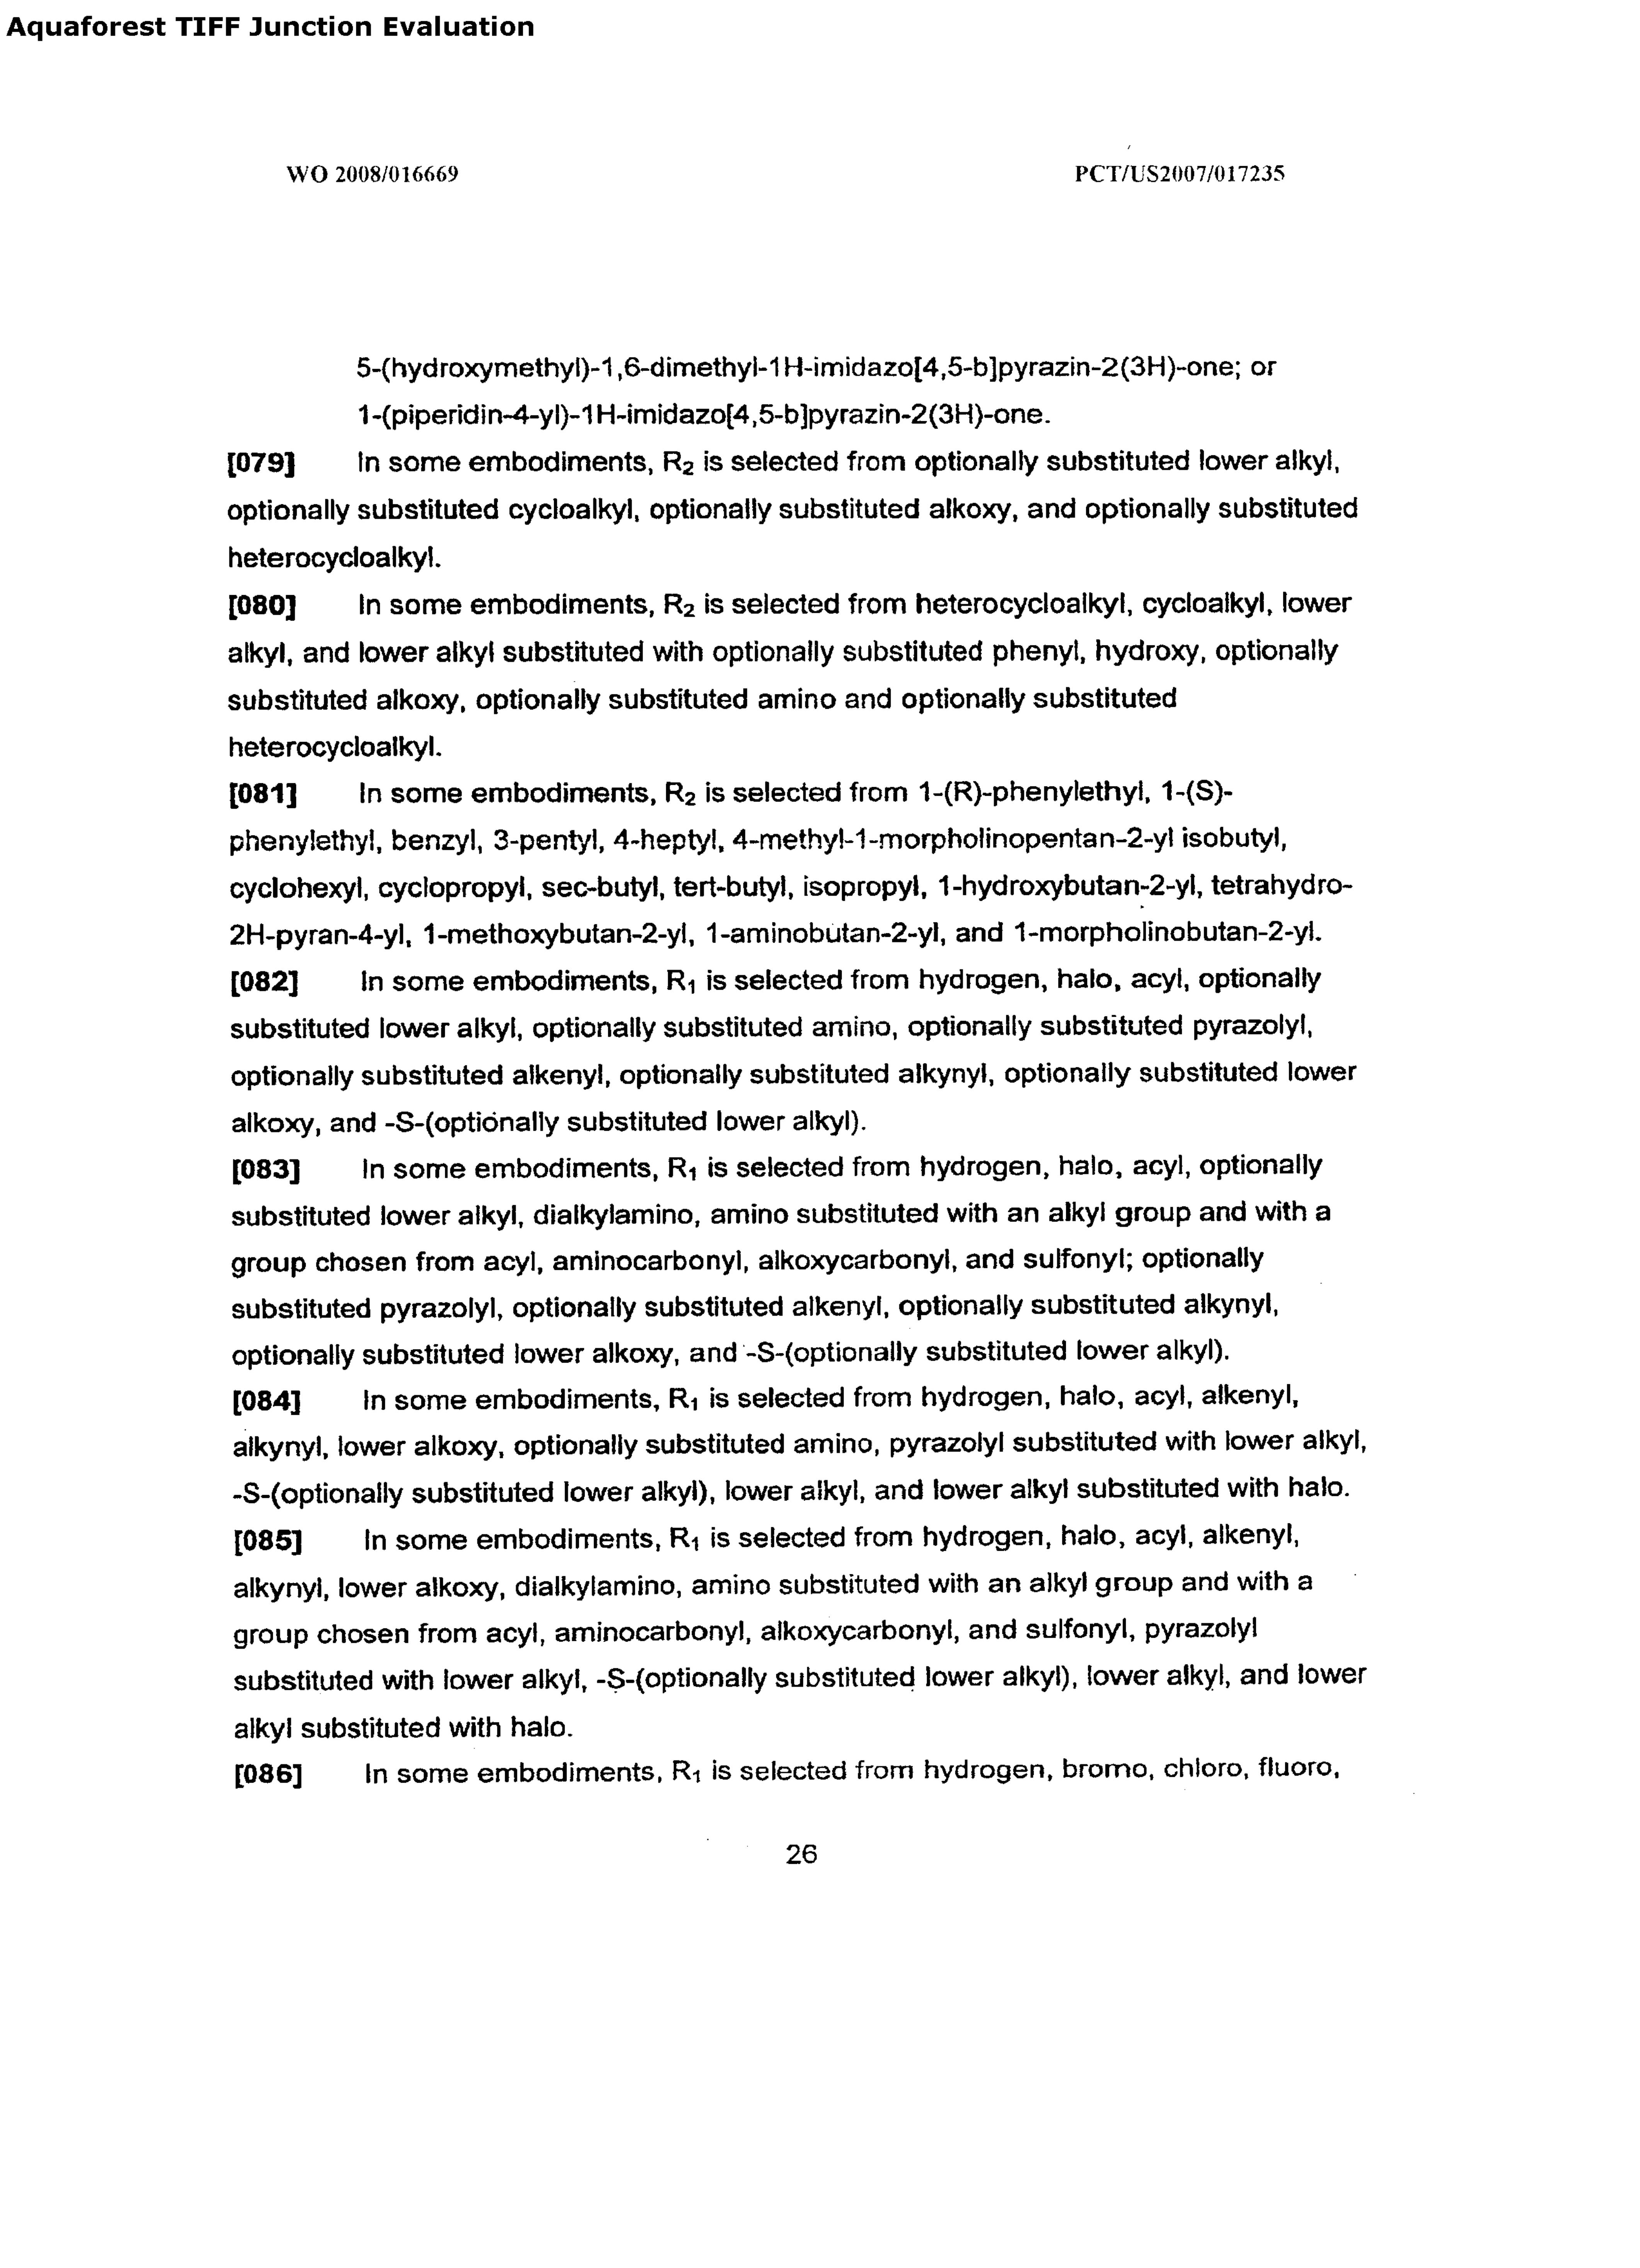 Aquaforest TIFF Junction Evaluation
WO 2008/016669 PCT/US2007/017235
5-(hydroxymethyl)-1,6-dimethyl-1H-imidazo[4,5-b]pyrazin-2(3H)-one; or
1-(piperidin-4-yl)-1H-imidazo[4,5-b]pyrazin-2(3H)-one.
[079] In some embodiments, R2 is selected from optionally substituted lower alkyl,
optionally substituted cycloalkyl, optionally substituted alkoxy, and optionally substituted
heterocycloalkyl.
[080] In some embodiments, R2 is selected from heterocycloalkyl, cycloalkyl, lower
alkyl, and lower alkyl substituted with optionally substituted phenyl, hydroxy, optionally
substituted alkoxy, optionally substituted amino and optionally substituted
heterocycloalkyl.
[081] In some embodiments, R2 is selected from 1-(R)-phenylethyl, 1-(S)-
phenylethyl, benzyl, 3-pentyl, 4-heptyl, 4-methyl-1-morpholinopentan-2-yl isobutyl,
cyclohexyl, cyclopropyl, sec-butyl, tert-butyl, isopropyl, 1-hydroxybutan-2-yl, tetrahydro-
2H-pyran-4-yl, 1-methoxybutan-2-yl, 1-aminobutan-2-yl, and 1-morpholinobutan-2-yl.
[082] In some embodiments, R1 is selected from hydrogen, halo, acyl, optionally
substituted lower alkyl, optionally substituted amino, optionally substituted pyrazolyl,
optionally substituted alkenyl, optionally substituted alkynyl, optionally substituted lower
alkoxy, and -S-(optionally substituted lower alkyl).
[083] In some embodiments, R1 is selected from hydrogen, halo, acyl, optionally
substituted lower alkyl, dialkylamino, amino substituted with an alkyl group and with a
group chosen from acyl, aminocarbonyl, alkoxycarbonyl, and sulfonyl; optionally
substituted pyrazolyl, optionally substituted alkenyl, optionally substituted alkynyl,
optionally substituted lower alkoxy, and -S-(optionally substituted lower alkyl).
[084] In some embodiments, R1 is selected from hydrogen, halo, acyl, alkenyl,
alkynyl, lower alkoxy, optionally substituted amino, pyrazolyl substituted with lower alkyl,
-S-(optionally substituted lower alkyl), lower alkyl, and lower alkyl substituted with halo.
[085] In some embodiments, R1 is selected from hydrogen, halo, acyl, alkenyl,
alkynyl, lower alkoxy, dialkylamino, amino substituted with an alkyl group and with a
group chosen from acyl, aminocarbonyl, alkoxycarbonyl, and sulfonyl, pyrazolyl
substituted with lower alkyl, -S-(optionally substituted lower alkyl), lower alkyl, and lower
alkyl substituted with halo.
[086] In some embodiments, R1 is selected from hydrogen, bromo, chloro, fluoro,
26